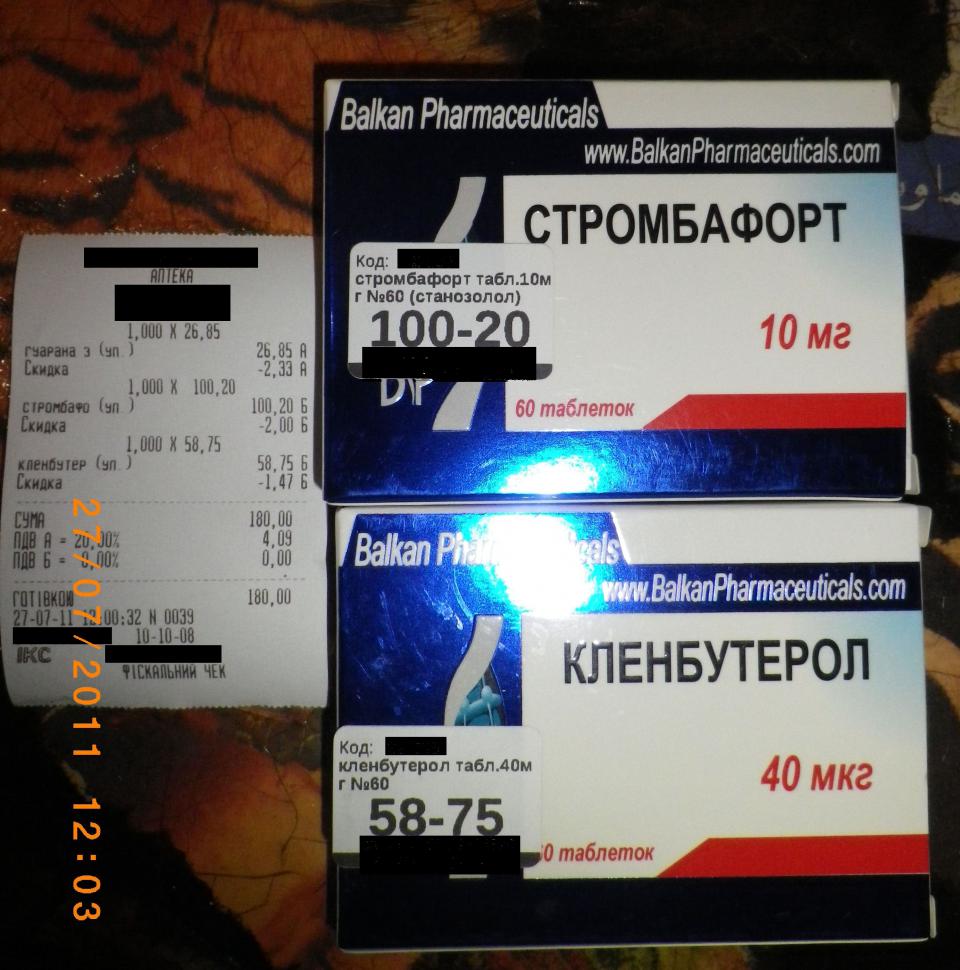 АПТЕКА
1,000 X 26,85
гуарана з (уп.) 26,85 А
Скидка -2,33 А
1,000 X 100,20
стромбафо (уп.) 100,20 Б
Скидка -2,00 Б
1,000 X 58,75
кленбутер (уп.) 58,75 Б
Скидка -1,47 Б
СУМА 180,00
ПДВ А = 20,00% 4,09
ПДВ Б = 0,00% 0,00
ГОТІВКОЮ 180,00
27-07-11 12:00:32 N 0039
10-10-08
ІКС
ФІСКАЛЬНИЙ ЧЕК
27/07/2011 12:03
Balkan Pharmaceuticals
www.BalkanPharmaceuticals.com
СТРОМБАФОРТ
Код:
стромбафорт табл.10м
г №60 (станозолол)
100-20
10 мг
60 таблеток
Balkan Pharmaceuticals
www.BalkanPharmaceuticals.com
КЛЕНБУТЕРОЛ
Код:
кленбутерол табл.40м
г №60
58-75
40 мкг
60 таблеток